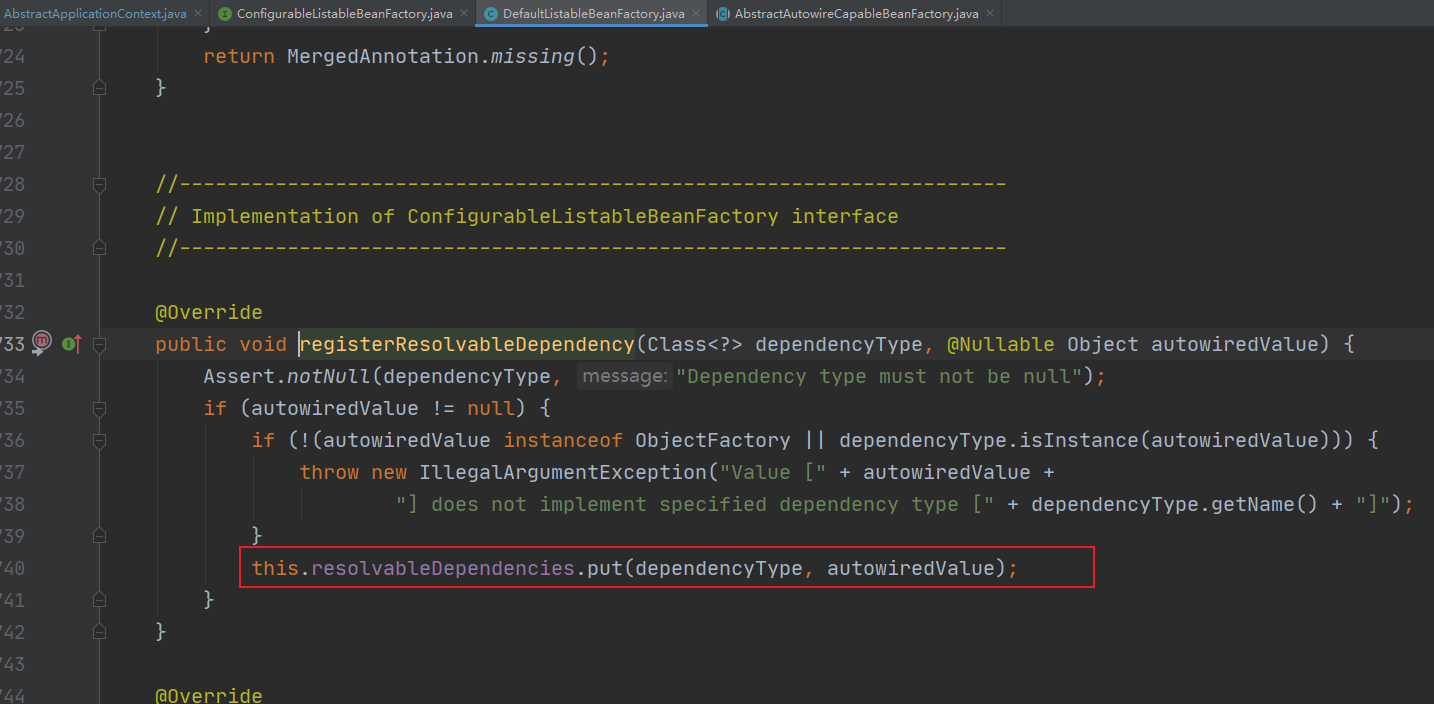 AbstractApplicationContext.java ConfigurableListableBeanFactory.java DefaultListableBeanFactory.java AbstractAutowireCapableBeanFactory.java
724 return MergedAnnotation.missing();
725 }
726
727
728 //---------------------------------------------------------------------
729 // Implementation of ConfigurableListableBeanFactory interface
730 //---------------------------------------------------------------------
731
732 @Override
733 public void registerResolvableDependency(Class<?> dependencyType, @Nullable Object autowiredValue) {
734 Assert.notNull(dependencyType, message: "Dependency type must not be null");
735 if (autowiredValue != null) {
736 if (!(autowiredValue instanceof ObjectFactory || dependencyType.isInstance(autowiredValue))) {
737 throw new IllegalArgumentException("Value [" + autowiredValue +
738 "] does not implement specified dependency type [" + dependencyType.getName() + "]");
739 }
740 this.resolvableDependencies.put(dependencyType, autowiredValue);
741 }
742 }
743
744 @Override